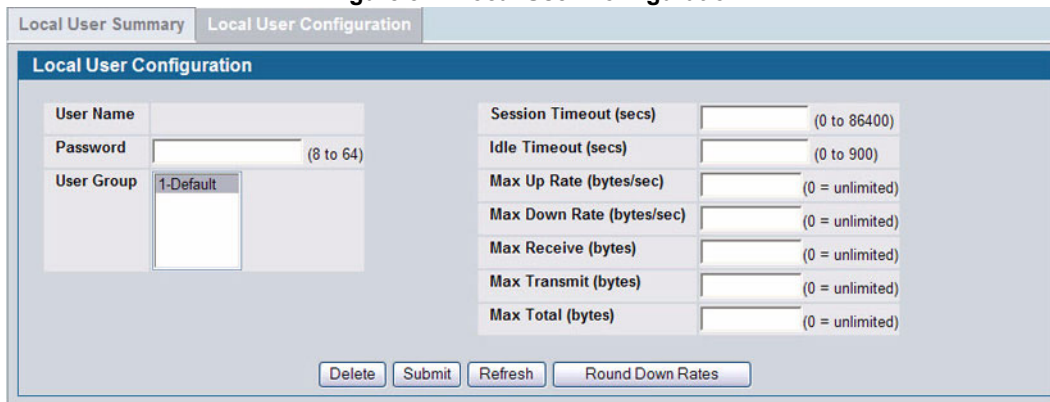 Local User Summary Local User Configuration
Local User Configuration
User Name
Password (8 to 64)
User Group 1-Default
Session Timeout (secs) (0 to 86400)
Idle Timeout (secs) (0 to 900)
Max Up Rate (bytes/sec) (0 = unlimited)
Max Down Rate (bytes/sec) (0 = unlimited)
Max Receive (bytes) (0 = unlimited)
Max Transmit (bytes) (0 = unlimited)
Max Total (bytes) (0 = unlimited)
Delete Submit Refresh Round Down Rates